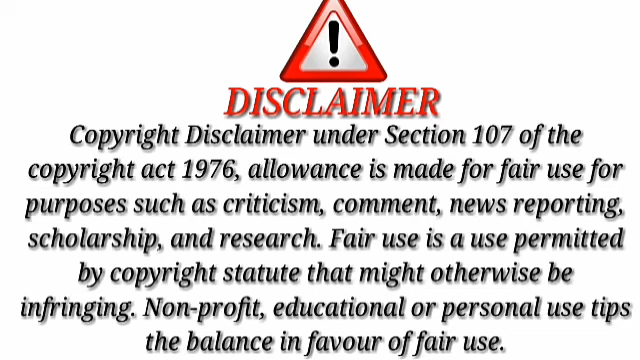 DISCLAIMER
Copyright Disclaimer under Section 107 of the
copyright act 1976, allowance is made for fair use for
purposes such as criticism, comment, news reporting,
scholarship, and research. Fair use is a use permitted
by copyright statute that might otherwise be
infringing. Non-profit, educational or personal use tips
the balance in favour of fair use.